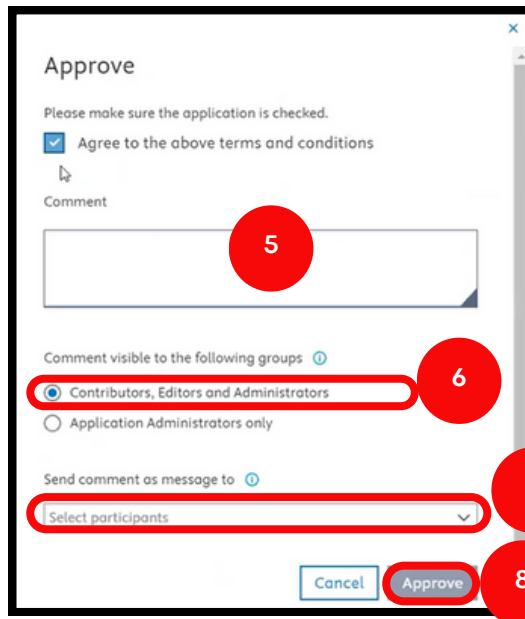 ×
Approve
Please make sure the application is checked.
Agree to the above terms and conditions
Comment
5
Comment visible to the following groups
6
Contributors, Editors and Administrators
Application Administrators only
Send comment as message to
Select participants
Cancel
Approve
8